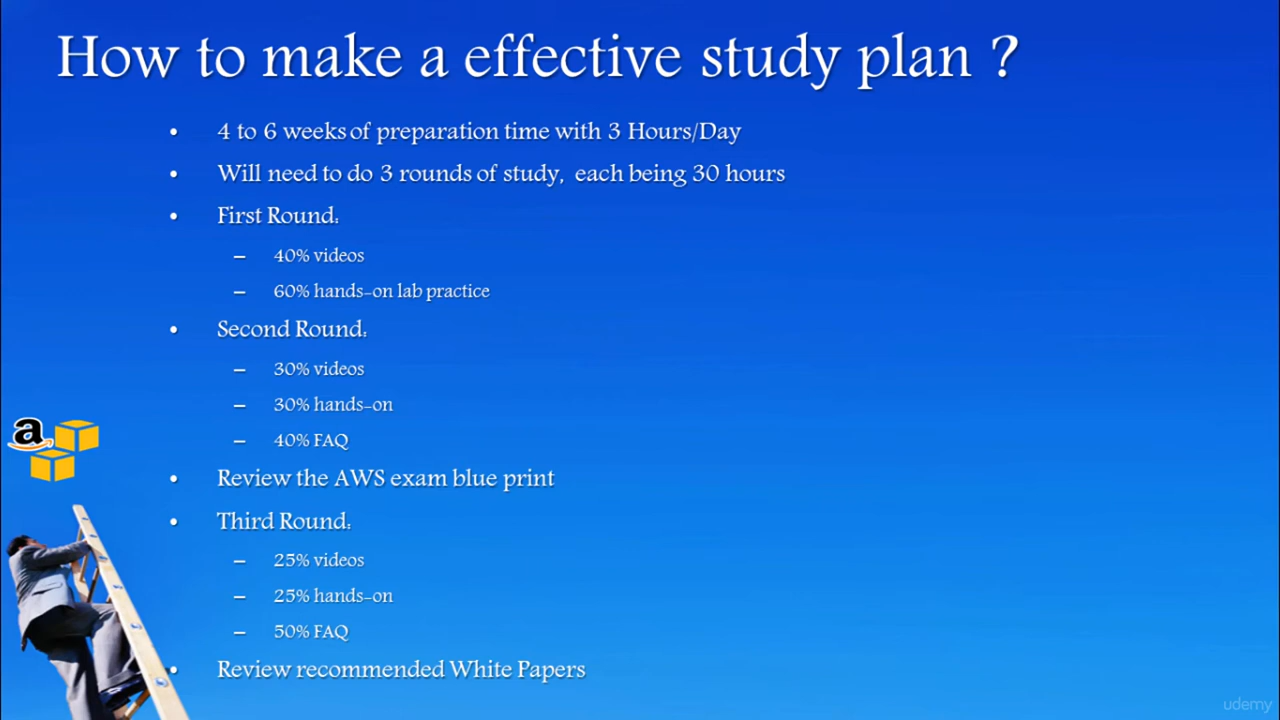 How to make a effective study plan ?
• 4 to 6 weeks of preparation time with 3 Hours/Day
• Will need to do 3 rounds of study, each being 30 hours
• First Round:
– 40% videos
– 60% hands-on lab practice
• Second Round:
– 30% videos
– 30% hands-on
– 40% FAQ
• Review the AWS exam blue print
• Third Round:
– 25% videos
– 25% hands-on
– 50% FAQ
• Review recommended White Papers
a
udemy